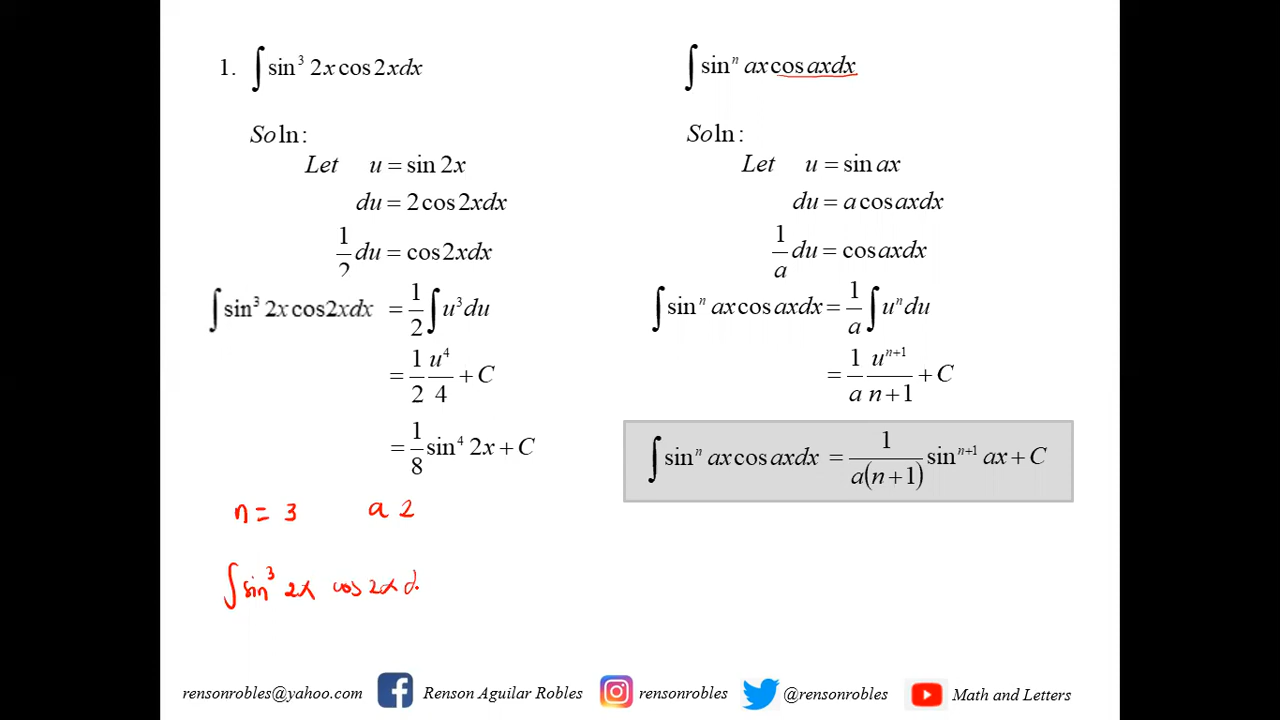 1. ∫ sin³ 2x cos 2x dx
Soln:
Let u = sin 2x
du = 2 cos 2x dx
1/2 du = cos 2x dx
∫ sin³ 2x cos 2x dx = 1/2 ∫ u³ du
= 1/2 u⁴/4 + C
= 1/8 sin⁴ 2x + C
n = 3 a 2
∫ sin³ 2x cos 2x d
∫ sinⁿ ax cos ax dx
Soln:
Let u = sin ax
du = a cos ax dx
1/a du = cos ax dx
∫ sinⁿ ax cos ax dx = 1/a ∫ uⁿ du
= 1/a uⁿ⁺¹/(n+1) + C
∫ sinⁿ ax cos ax dx = 1/(a(n+1)) sinⁿ⁺¹ ax + C
rensonrobles@yahoo.com Renson Aguilar Robles rensonrobles @rensonrobles Math and Letters